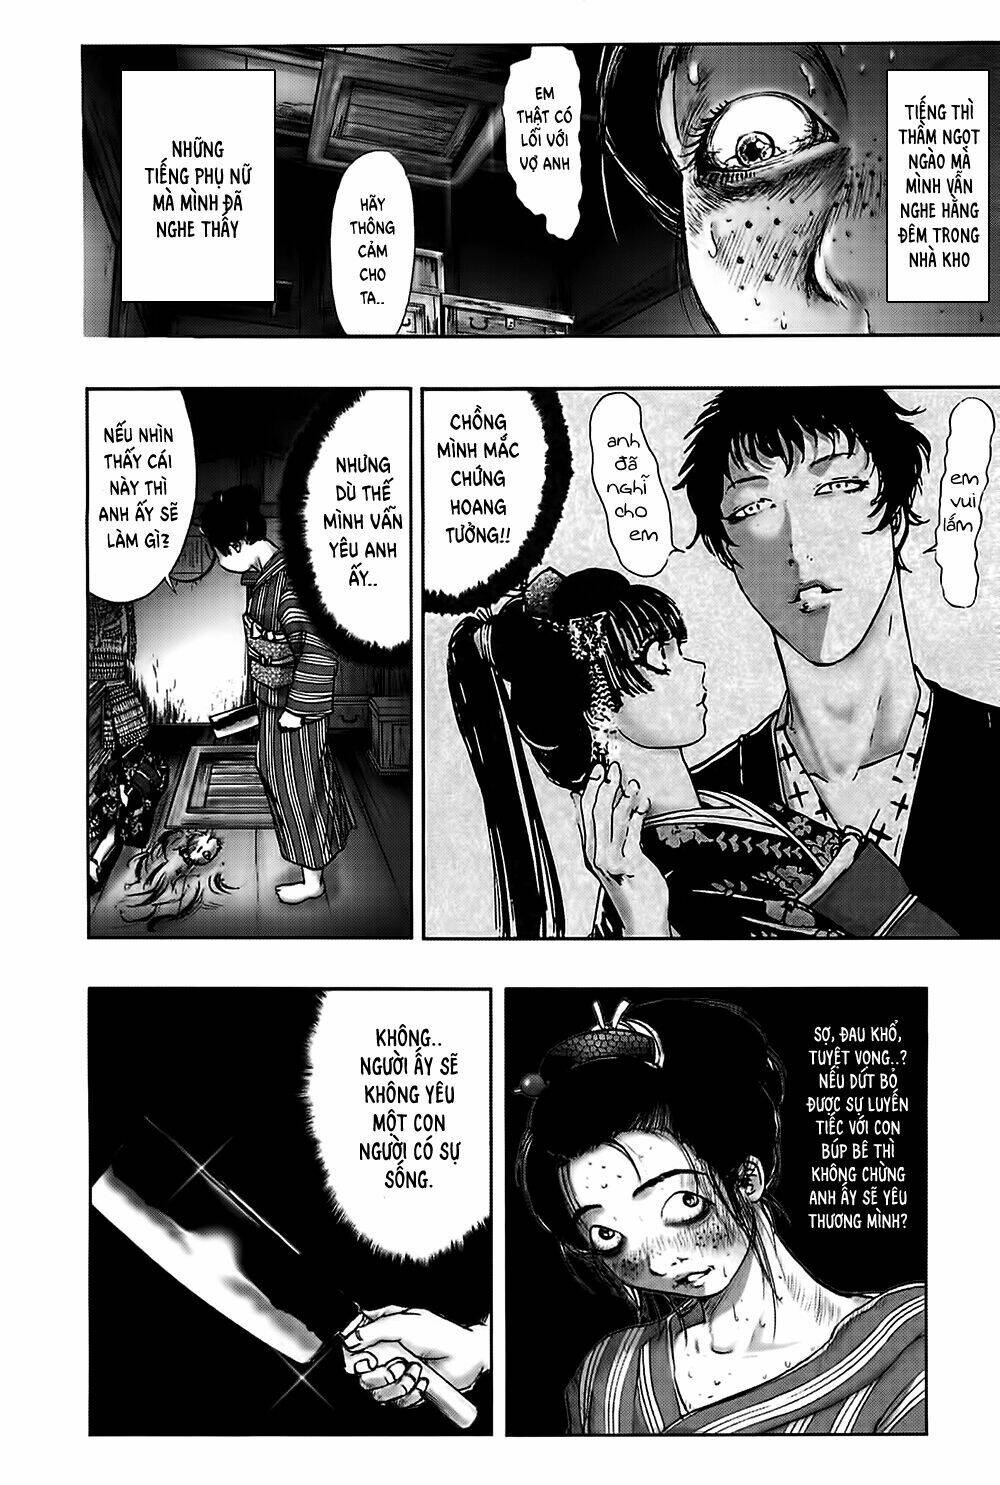 TIẾNG THÌ
THẦM NGỌT
NGÀO MÀ
MÌNH VẪN
NGHE HẰNG
ĐÊM TRONG
NHÀ KHO
EM
THẬT CÓ
LỖI VỚI
VỢ ANH
HÃY
THÔNG
CẢM
CHO
TA..
NHỮNG
TIẾNG PHỤ NỮ
MÀ MÌNH ĐÃ
NGHE THẤY
em
vui
lắm
anh
đã
nghĩ
cho
em
CHỒNG
MÌNH MẮC
CHỨNG
HOANG
TƯỞNG!!
NHƯNG
DÙ THẾ
MÌNH VẪN
YÊU ANH
ẤY..
NẾU NHÌN
THẤY CÁI
NÀY THÌ
ANH ẤY SẼ
LÀM GÌ?
SỢ, ĐAU KHỔ,
TUYỆT VỌNG..?
NẾU DỨT BỎ
ĐƯỢC SỰ LUYẾN
TIẾC VỚI CON
BÚP BÊ THÌ
KHÔNG CHỪNG
ANH ẤY SẼ YÊU
THƯƠNG MÌNH?
KHÔNG..
NGƯỜI ẤY SẼ
KHÔNG YÊU
MỘT CON
NGƯỜI CÓ SỰ
SỐNG.